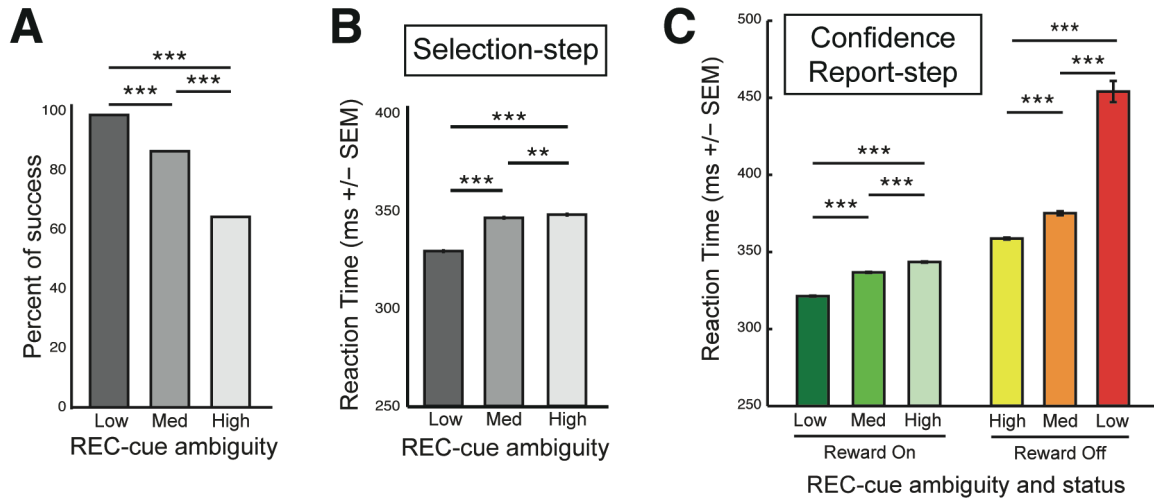 A
***
***
***
100
80
60
40
20
0
Percent of success
Low Med High
REC-cue ambiguity
B
Selection-step
***
**
***
400
350
300
250
Reaction Time (ms +/− SEM)
Low Med High
REC-cue ambiguity
C
Confidence
Report-step
***
***
***
***
***
***
500
450
400
350
300
250
Reaction Time (ms +/− SEM)
Low Med High High Med Low
Reward On Reward Off
REC-cue ambiguity and status